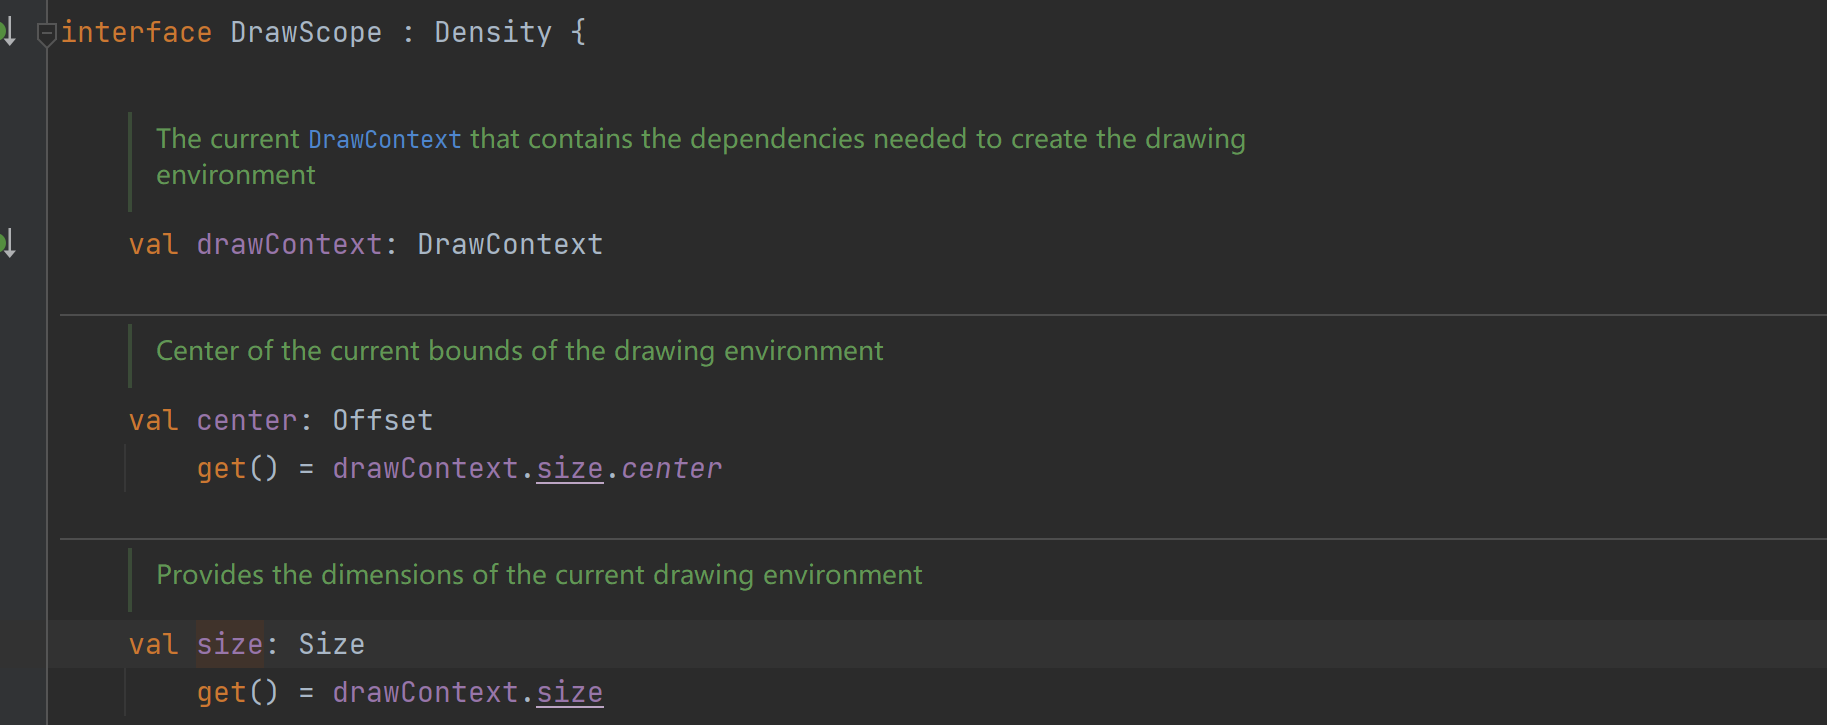 interface DrawScope : Density {
The current DrawContext that contains the dependencies needed to create the drawing
environment
val drawContext: DrawContext
Center of the current bounds of the drawing environment
val center: Offset
get() = drawContext.size.center
Provides the dimensions of the current drawing environment
val size: Size
get() = drawContext.size